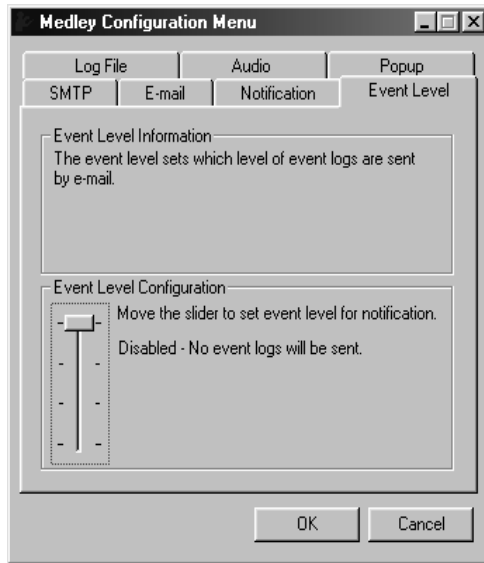 Medley Configuration Menu
Log File
Audio
Popup
SMTP
E-mail
Notification
Event Level
Event Level Information
The event level sets which level of event logs are sent
by e-mail.
Event Level Configuration
Move the slider to set event level for notification.
Disabled - No event logs will be sent.
OK
Cancel